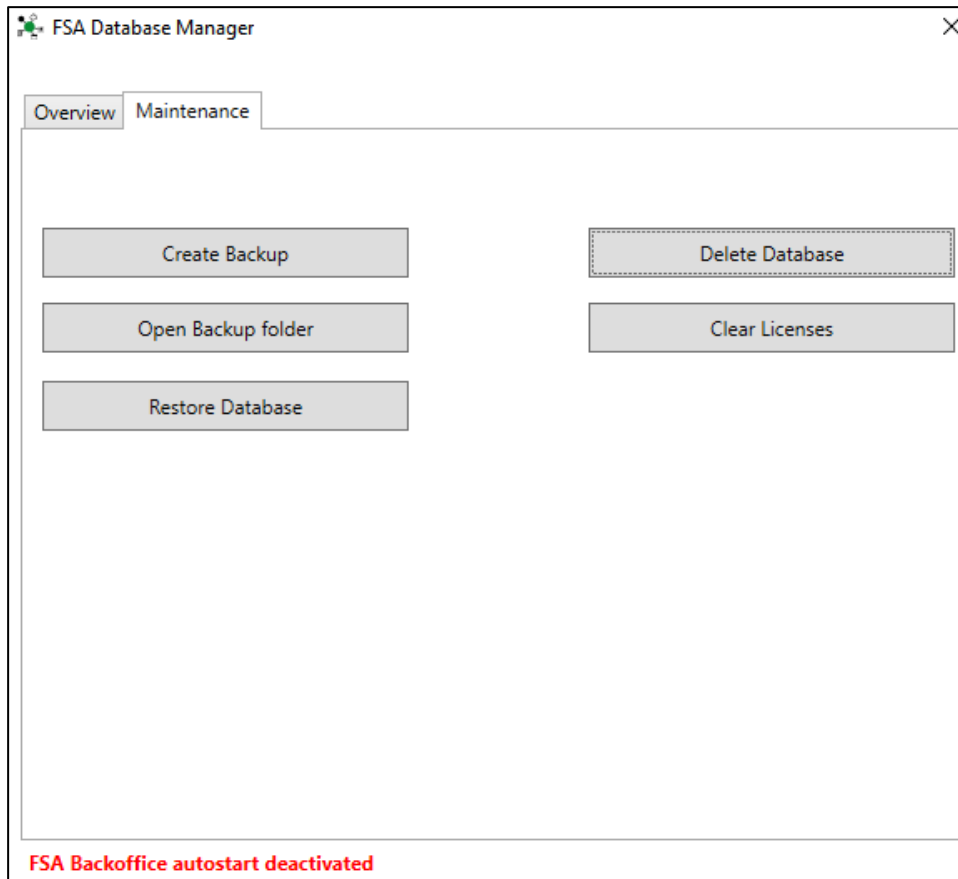 FSA Database Manager
Overview
Maintenance
Create Backup
Delete Database
Open Backup folder
Clear Licenses
Restore Database
FSA Backoffice autostart deactivated